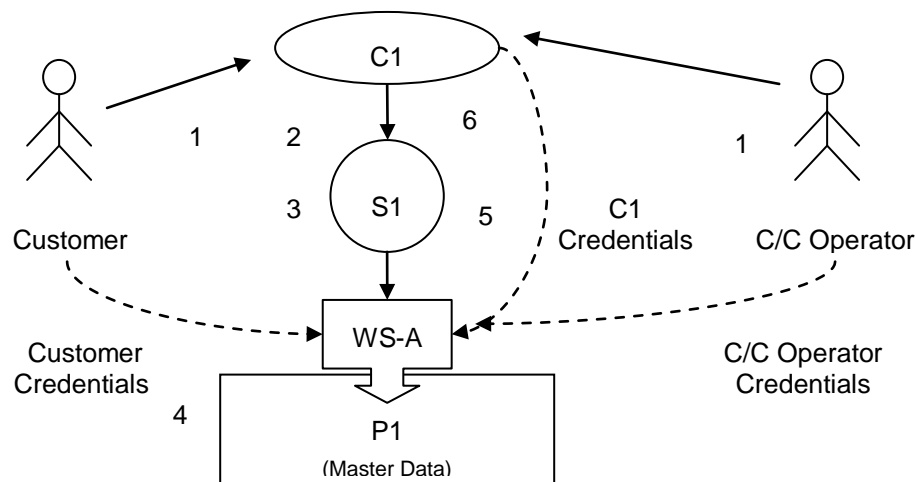 C1
6
1
2
1
3
S1
5
C1
Credentials
Customer
C/C Operator
WS-A
Customer
Credentials
C/C Operator
Credentials
4
P1
(Master Data)